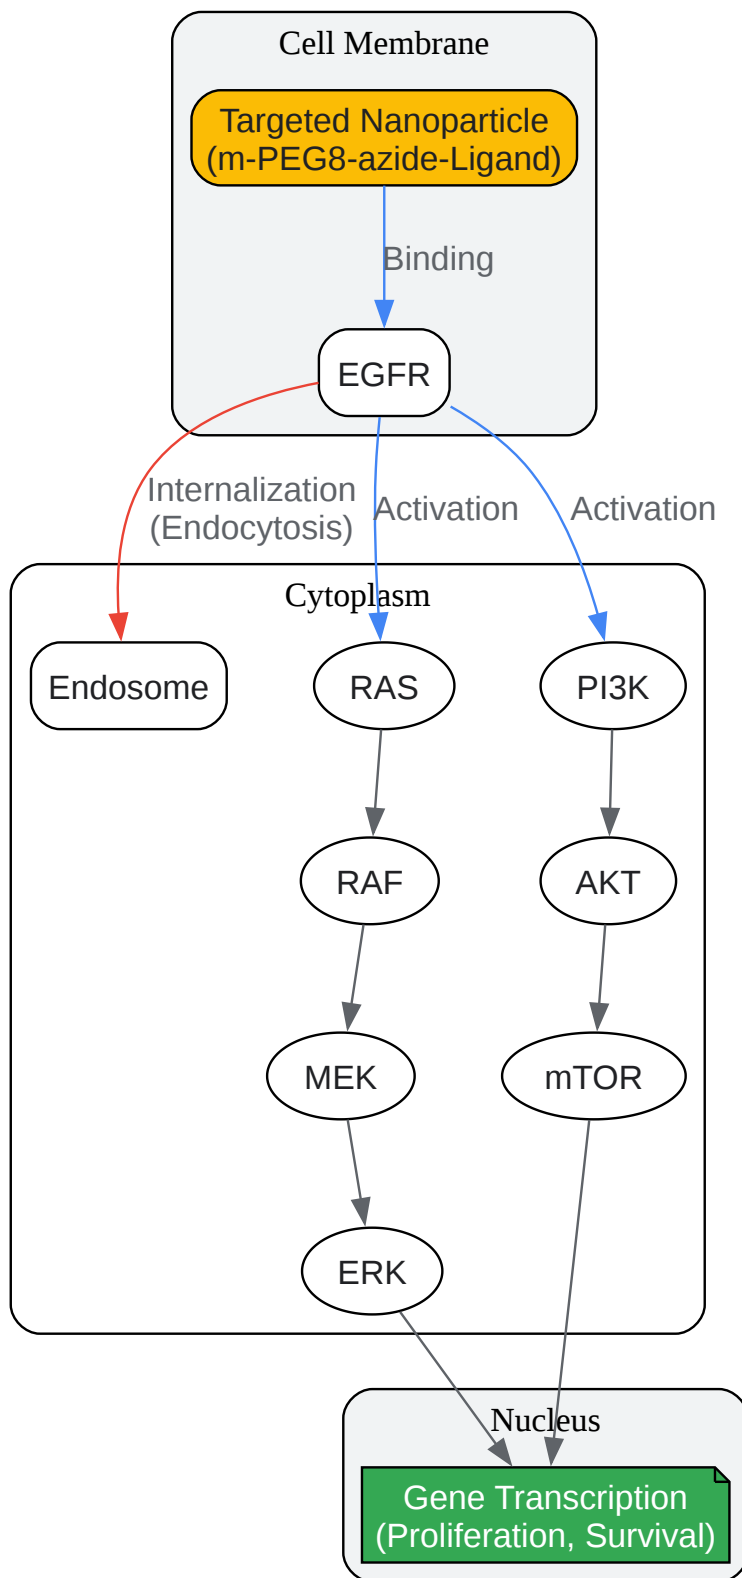 Cell Membrane
Targeted Nanoparticle
(m-PEG8-azide-Ligand)
Binding
EGFR
Internalization
(Endocytosis)
Activation
Activation
Cytoplasm
Endosome
RAS
PI3K
RAF
AKT
MEK
mTOR
ERK
Nucleus
Gene Transcription
(Proliferation, Survival)